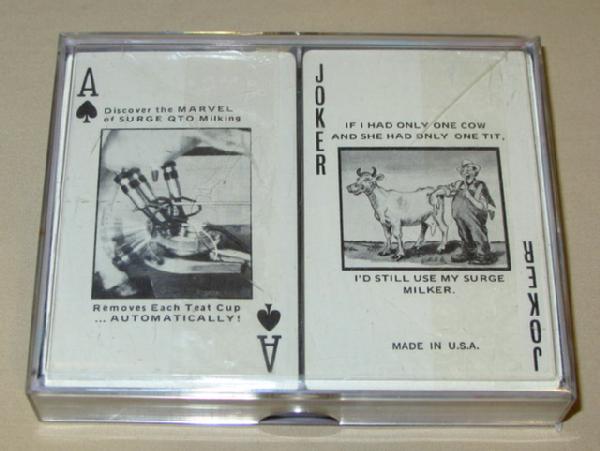 A
Discover the MARVEL
of SURGE QTO Milking
Removes Each Teat Cup
... AUTOMATICALLY!
A
JOKER
IF I HAD ONLY ONE COW
AND SHE HAD ONLY ONE TIT,
I'D STILL USE MY SURGE
MILKER.
MADE IN U.S.A.
JOKER